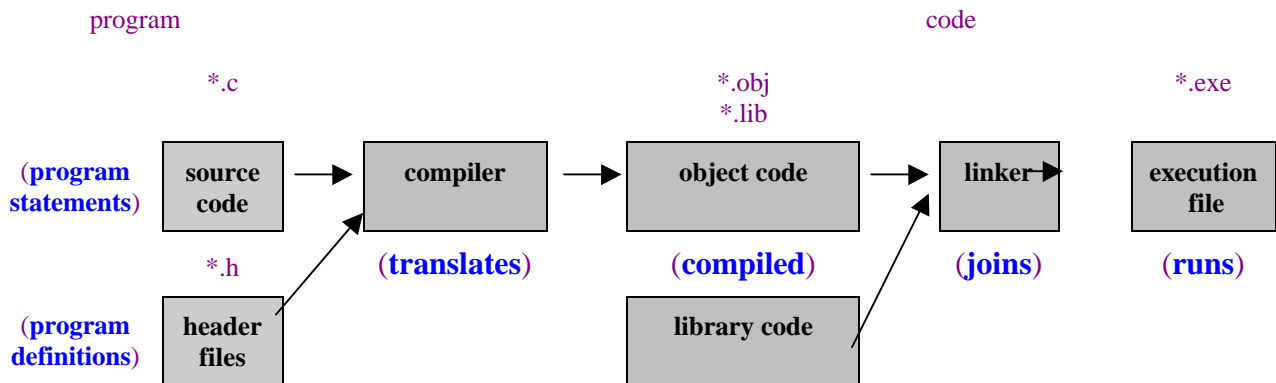 program code
*.c *.obj *.exe
*.lib
(program source compiler object code linker execution
statements) code file
*.h (translates) (compiled) (joins) (runs)
(program header library code
definitions) files